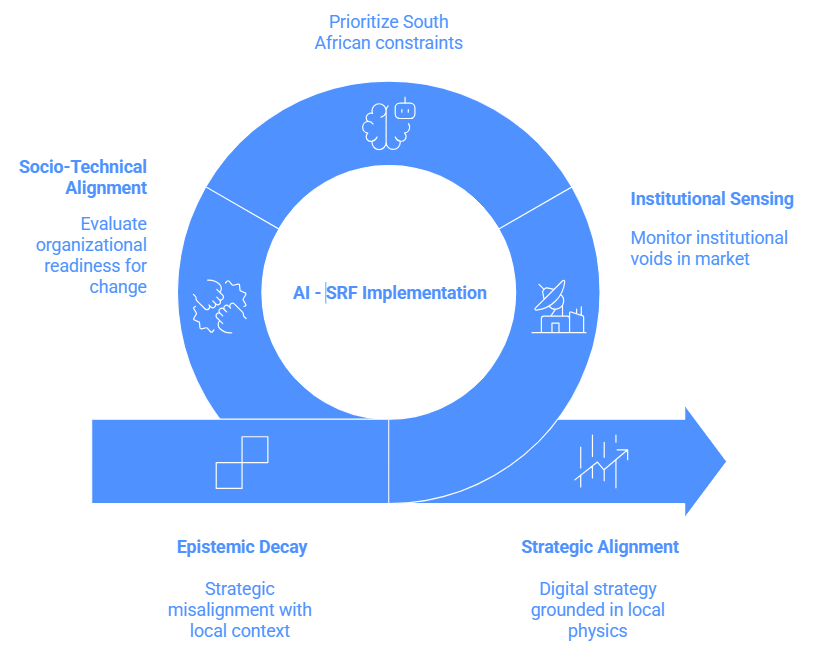 Prioritize South
African constraints
Socio-Technical
Alignment
Evaluate
organizational
readiness for
change
Institutional Sensing
Monitor institutional
voids in market
AI - SRF Implementation
Epistemic Decay
Strategic
misalignment with
local context
Strategic Alignment
Digital strategy
grounded in local
physics